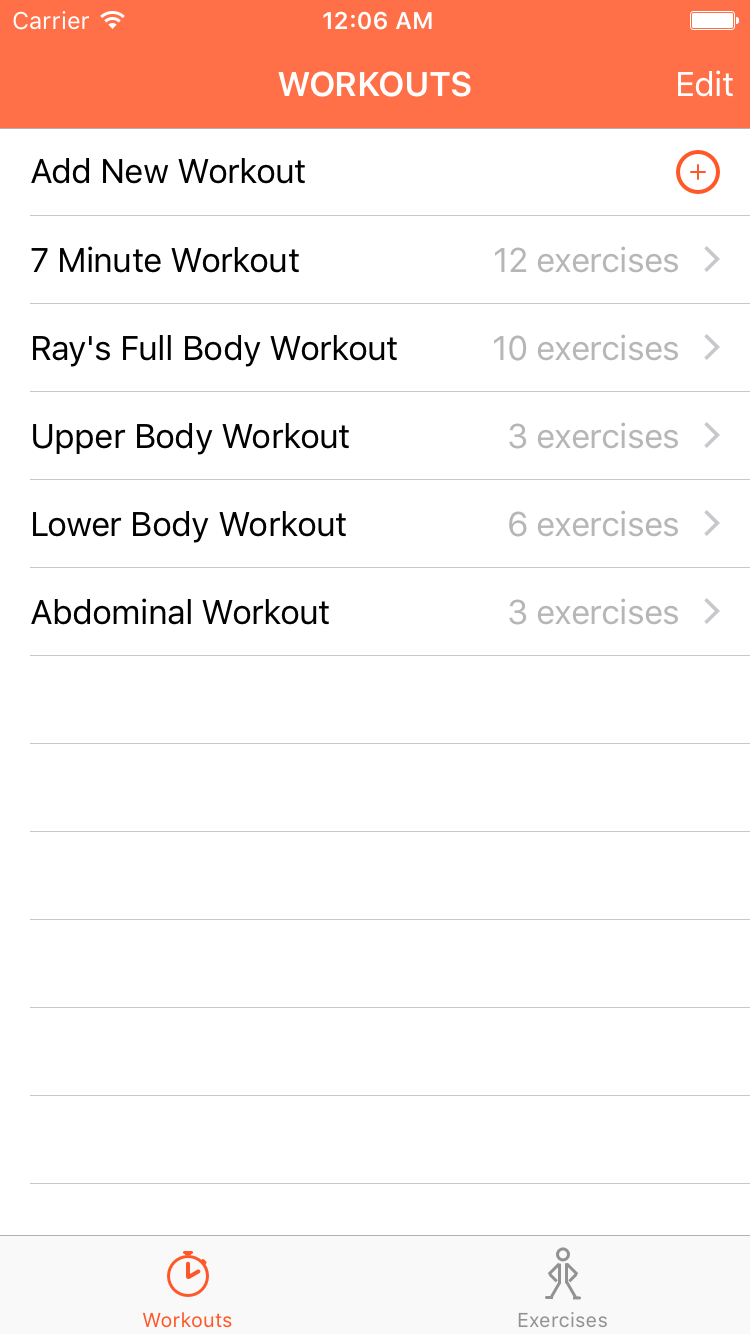 Carrier 12:06 AM
WORKOUTS Edit
Add New Workout
7 Minute Workout 12 exercises
Ray's Full Body Workout 10 exercises
Upper Body Workout 3 exercises
Lower Body Workout 6 exercises
Abdominal Workout 3 exercises
Workouts Exercises